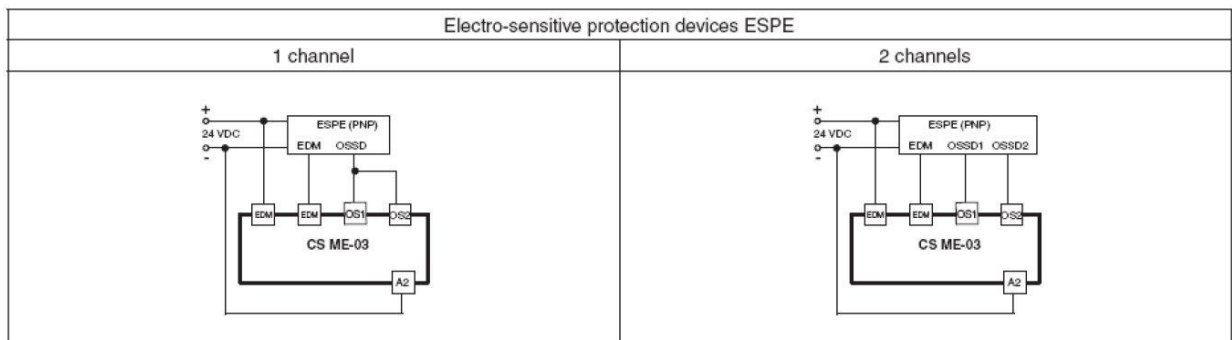 Electro-sensitive protection devices ESPE
1 channel
2 channels
+
24 VDC
-
ESPE (PNP)
EDM OSSD
EDM EDM OS1 OS2
CS ME-03
A2
+
24 VDC
-
ESPE (PNP)
EDM OSSD1 OSSD2
EDM EDM OS1 OS2
CS ME-03
A2